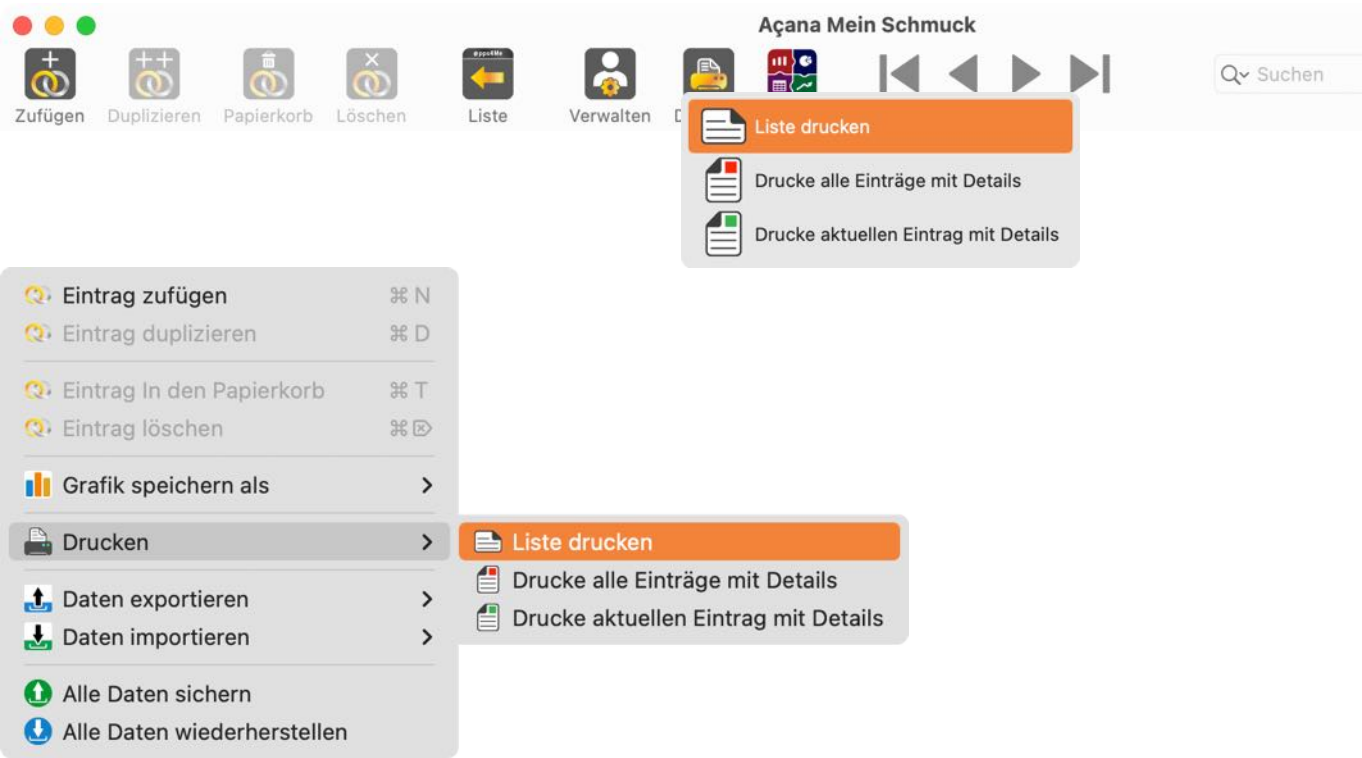 Açana Mein Schmuck
@pps4Me
Zufügen Duplizieren Papierkorb Löschen Liste Verwalten D Suchen
Liste drucken
Drucke alle Einträge mit Details
Drucke aktuellen Eintrag mit Details
Eintrag zufügen ⌘ N
Eintrag duplizieren ⌘ D
Eintrag In den Papierkorb ⌘ T
Eintrag löschen ⌘ ⌦
Grafik speichern als
Drucken
Liste drucken
Drucke alle Einträge mit Details
Drucke aktuellen Eintrag mit Details
Daten exportieren
Daten importieren
Alle Daten sichern
Alle Daten wiederherstellen